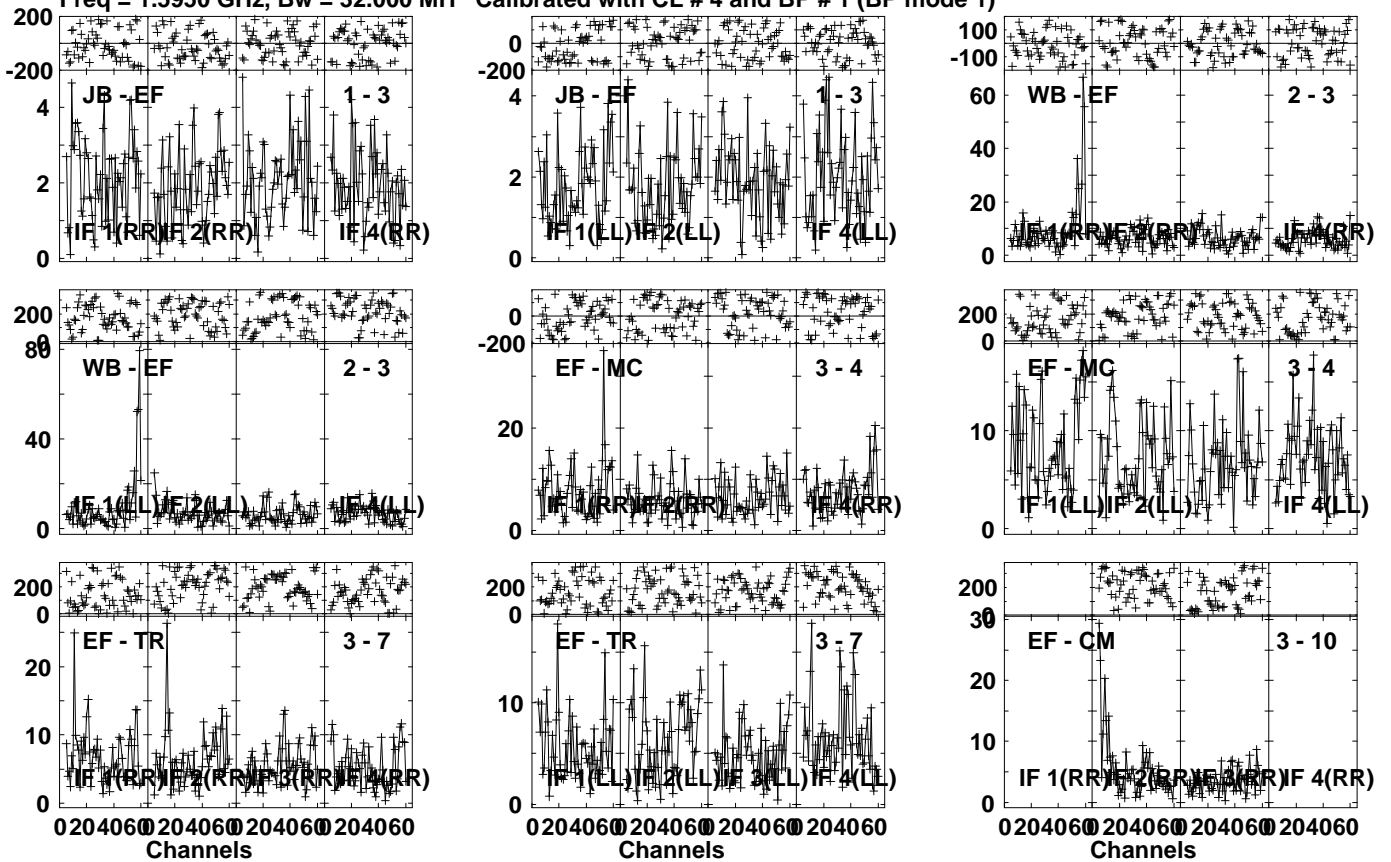 Freq = 1.5950 GHz, Bw = 32.000 MH Calibrated with CL # 4 and BP # 1 (BP mode 1)
200
-200
JB - EF 1 - 3
4
2
0
IF 1(RR) IF 2(RR) IF 4(RR)
200
0
-200
JB - EF 1 - 3
4
2
0
IF 1(LL) IF 2(LL) IF 4(LL)
100
-100
WB - EF 2 - 3
60
40
20
0
IF 1(RR) IF 2(RR) IF 4(RR)
200
0
80
WB - EF 2 - 3
40
0
IF 1(LL) IF 2(LL) IF 4(LL)
200
0
-200
EF - MC 3 - 4
20
0
IF 1(RR) IF 2(RR) IF 4(RR)
200
0
EF - MC 3 - 4
10
0
IF 1(LL) IF 2(LL) IF 4(LL)
200
0
EF - TR 3 - 7
20
10
0
IF 1(RR) IF 2(RR) IF 3(RR) IF 4(RR)
0 20 40 60 0 20 40 60 0 20 40 60 0 20 40 60
Channels
200
0
EF - TR 3 - 7
10
0
IF 1(LL) IF 2(LL) IF 3(LL) IF 4(LL)
0 20 40 60 0 20 40 60 0 20 40 60 0 20 40 60
Channels
200
0
30
EF - CM 3 - 10
20
10
0
IF 1(RR) IF 2(RR) IF 3(RR) IF 4(RR)
0 20 40 60 0 20 40 60 0 20 40 60 0 20 40 60
Channels